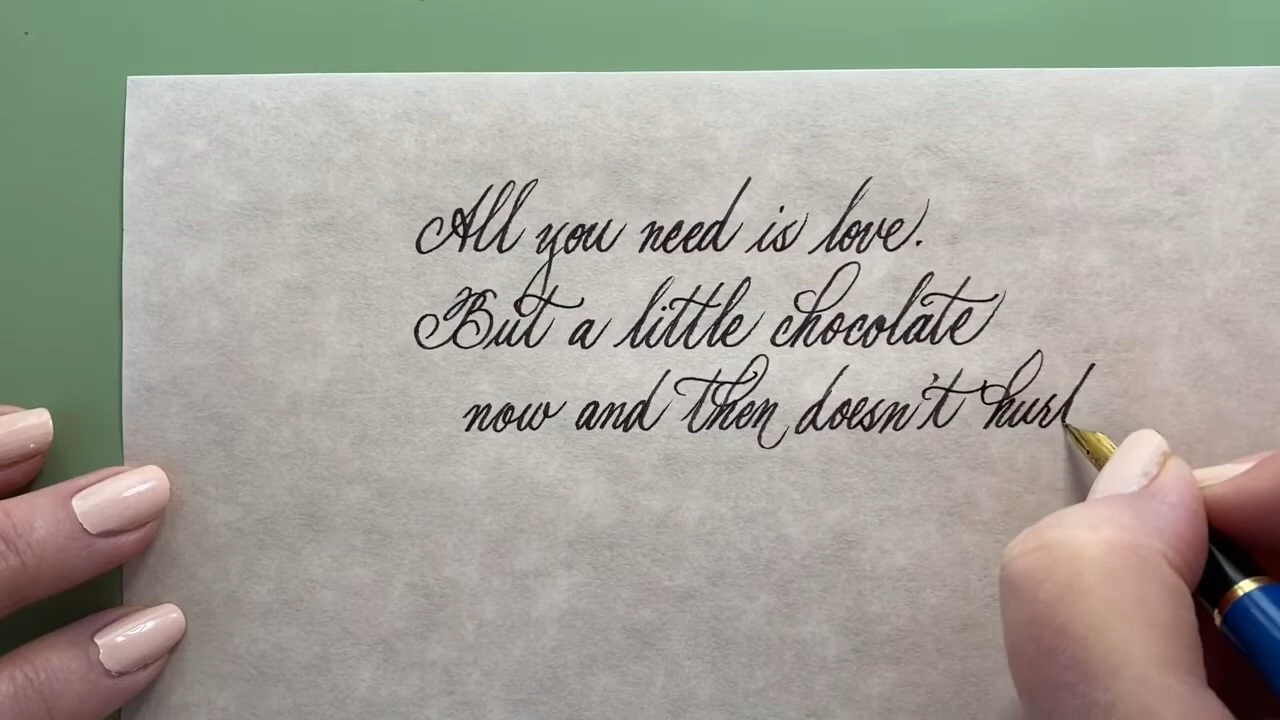 All you need is love.
But a little chocolate
now and then doesn't hurt